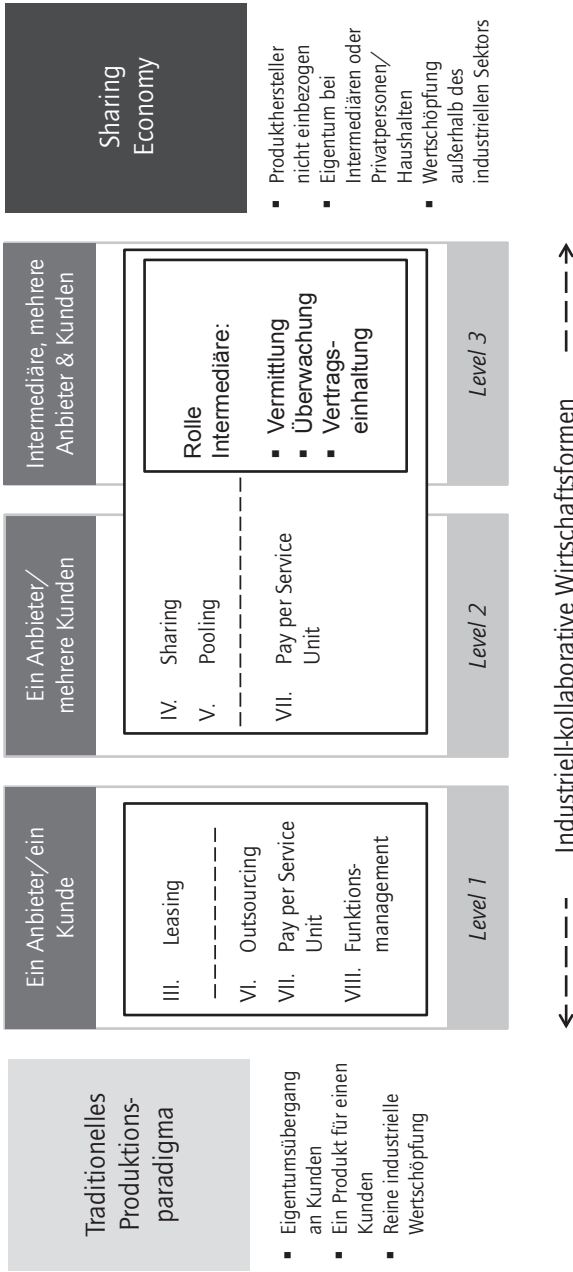 Traditionelles
Produktions-
paradigma
▪ Eigentumsübergang
an Kunden
▪ Ein Produkt für einen
Kunden
▪ Reine industrielle
Wertschöpfung
Ein Anbieter/ein
Kunde
III. Leasing
VI. Outsourcing
VII. Pay per Service
Unit
VIII. Funktions-
management
Level 1
Ein Anbieter/
mehrere Kunden
IV. Sharing
V. Pooling
VII. Pay per Service
Unit
Level 2
Intermediäre, mehrere
Anbieter & Kunden
Rolle
Intermediäre:
▪ Vermittlung
▪ Überwachung
▪ Vertrags-
einhaltung
Level 3
Sharing
Economy
▪ Produkthersteller
nicht einbezogen
▪ Eigentum bei
Intermediären oder
Privatpersonen/
Haushalten
▪ Wertschöpfung
außerhalb des
industriellen Sektors
Industriell-kollaborative Wirtschaftsformen